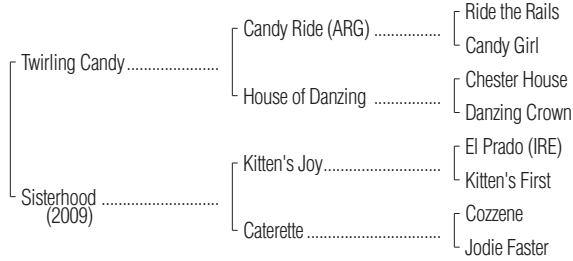 Ride the Rails
Candy Ride (ARG) ................
Candy Girl
Twirling Candy......................
Chester House
House of Danzing ................
Danzing Crown
El Prado (IRE)
Kitten's Joy............................
Kitten's First
Sisterhood ............................
(2009)
Cozzene
Caterette ................................
Jodie Faster